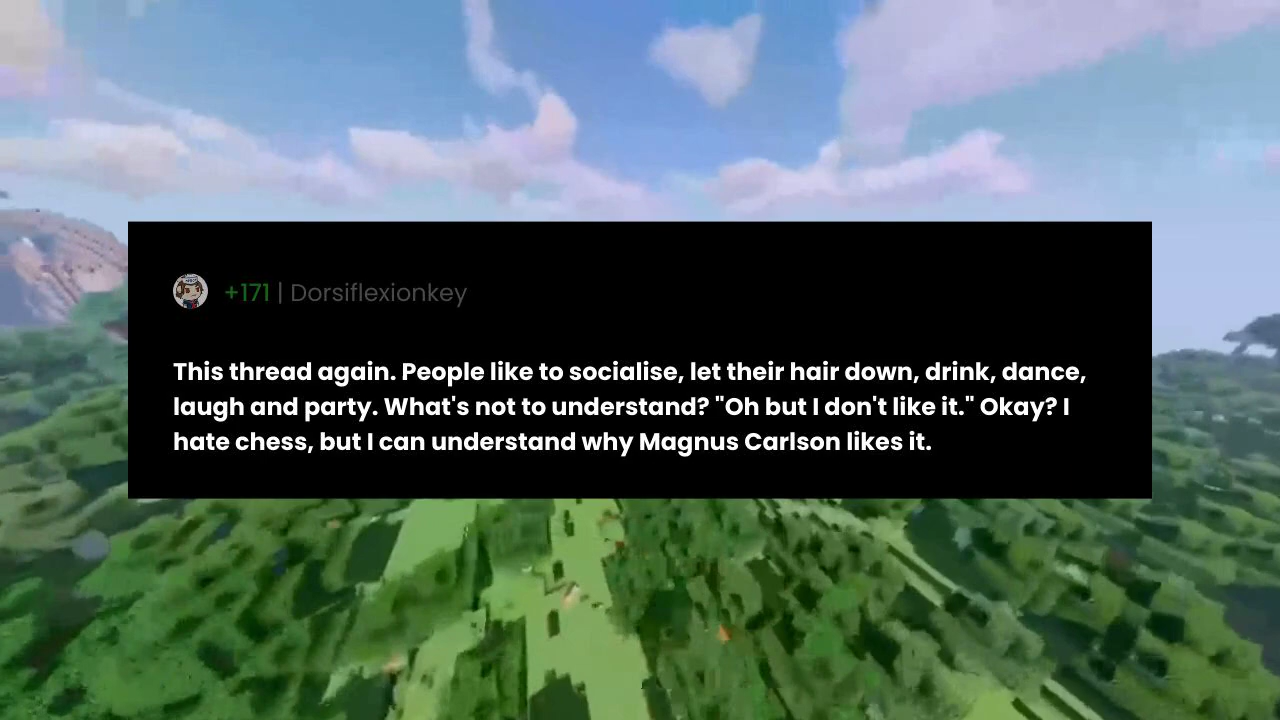 +171 | Dorsiflexionkey
This thread again. People like to socialise, let their hair down, drink, dance,
laugh and party. What's not to understand? "Oh but I don't like it." Okay? I
hate chess, but I can understand why Magnus Carlson likes it.